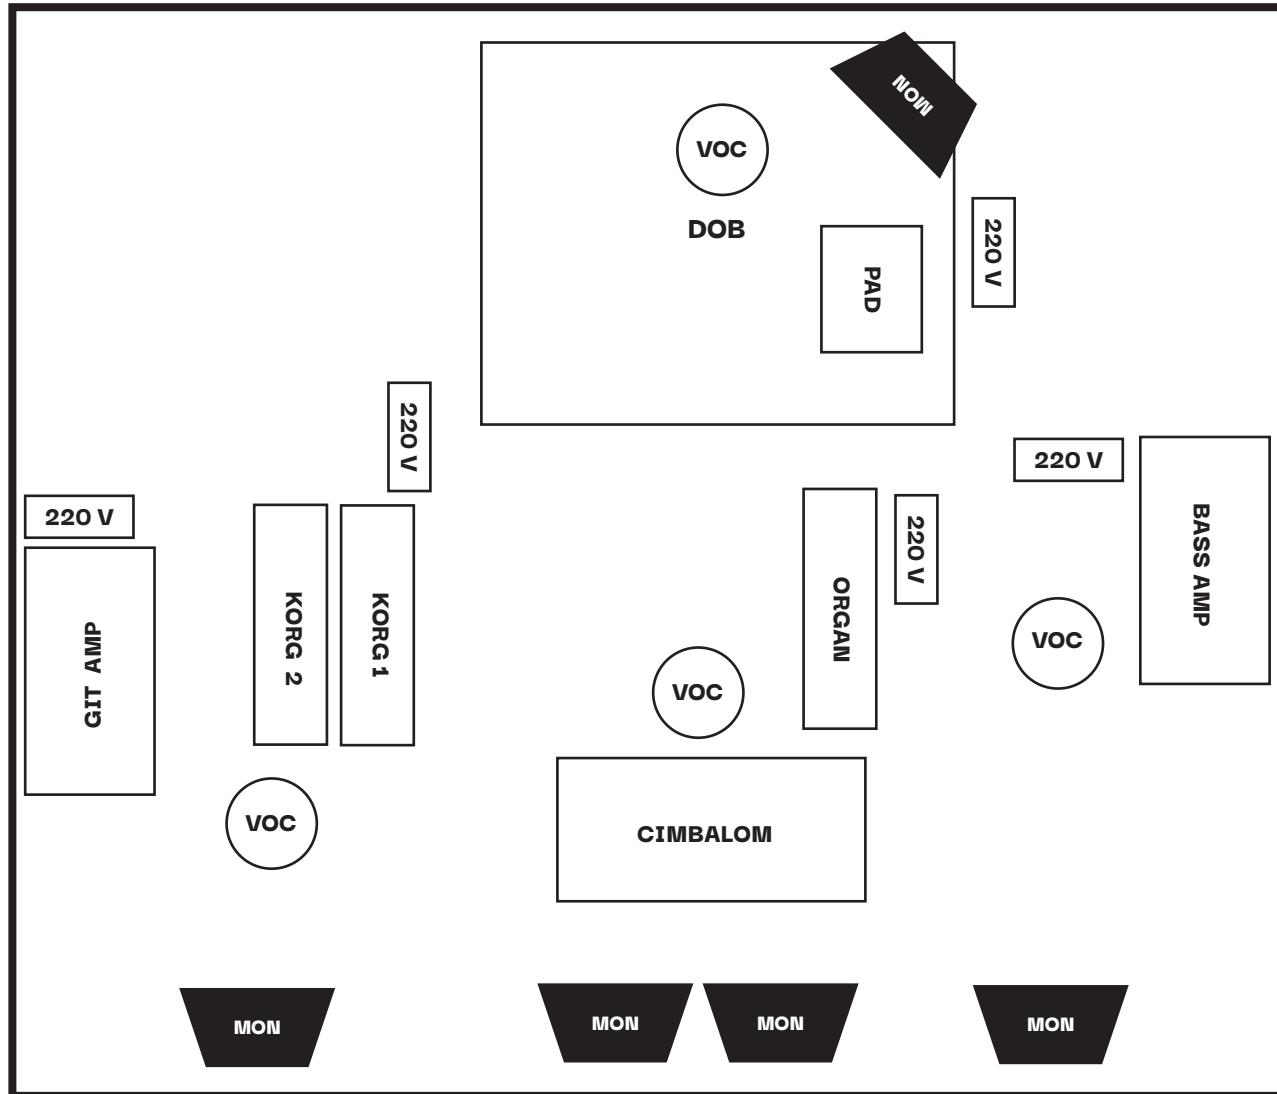 MON
VOC
DOB
220 V
PAD
220 V
220 V
220 V
220 V
BASS AMP
ORGAN
KORG 2
KORG 1
GIT AMP
VOC
VOC
VOC
CIMBALOM
MON
MON
MON
MON